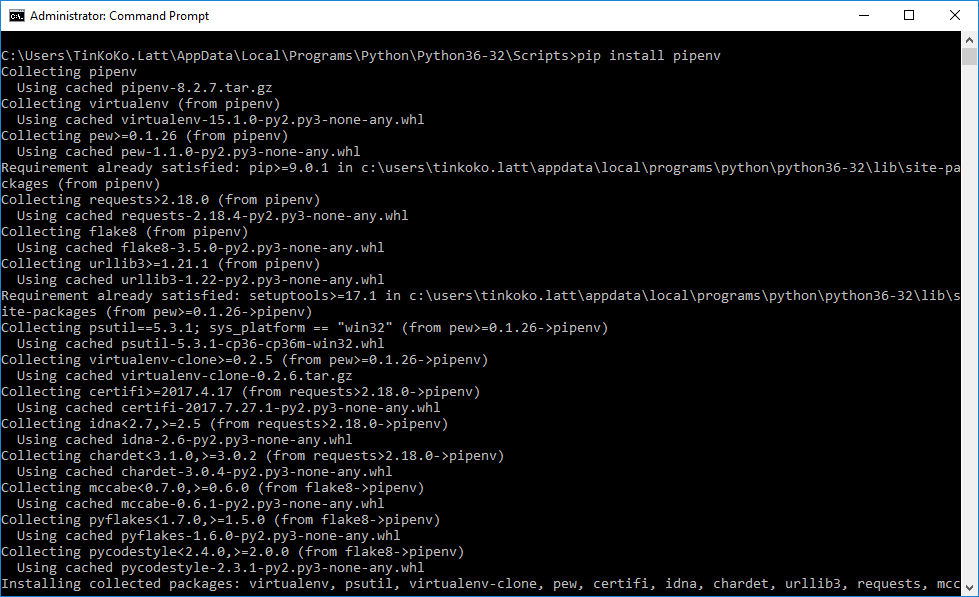 Administrator: Command Prompt
C:\Users\TinKoKo.Latt\AppData\Local\Programs\Python\Python36-32\Scripts>pip install pipenv
Collecting pipenv
  Using cached pipenv-8.2.7.tar.gz
Collecting virtualenv (from pipenv)
  Using cached virtualenv-15.1.0-py2.py3-none-any.whl
Collecting pew>=0.1.26 (from pipenv)
  Using cached pew-1.1.0-py2.py3-none-any.whl
Requirement already satisfied: pip>=9.0.1 in c:\users\tinkoko.latt\appdata\local\programs\python\python36-32\lib\site-pa
ckages (from pipenv)
Collecting requests>2.18.0 (from pipenv)
  Using cached requests-2.18.4-py2.py3-none-any.whl
Collecting flake8 (from pipenv)
  Using cached flake8-3.5.0-py2.py3-none-any.whl
Collecting urllib3>=1.21.1 (from pipenv)
  Using cached urllib3-1.22-py2.py3-none-any.whl
Requirement already satisfied: setuptools>=17.1 in c:\users\tinkoko.latt\appdata\local\programs\python\python36-32\lib\s
ite-packages (from pew>=0.1.26->pipenv)
Collecting psutil==5.3.1; sys_platform == "win32" (from pew>=0.1.26->pipenv)
  Using cached psutil-5.3.1-cp36-cp36m-win32.whl
Collecting virtualenv-clone>=0.2.5 (from pew>=0.1.26->pipenv)
  Using cached virtualenv-clone-0.2.6.tar.gz
Collecting certifi>=2017.4.17 (from requests>2.18.0->pipenv)
  Using cached certifi-2017.7.27.1-py2.py3-none-any.whl
Collecting idna<2.7,>=2.5 (from requests>2.18.0->pipenv)
  Using cached idna-2.6-py2.py3-none-any.whl
Collecting chardet<3.1.0,>=3.0.2 (from requests>2.18.0->pipenv)
  Using cached chardet-3.0.4-py2.py3-none-any.whl
Collecting mccabe<0.7.0,>=0.6.0 (from flake8->pipenv)
  Using cached mccabe-0.6.1-py2.py3-none-any.whl
Collecting pyflakes<1.7.0,>=1.5.0 (from flake8->pipenv)
  Using cached pyflakes-1.6.0-py2.py3-none-any.whl
Collecting pycodestyle<2.4.0,>=2.0.0 (from flake8->pipenv)
  Using cached pycodestyle-2.3.1-py2.py3-none-any.whl
Installing collected packages: virtualenv, psutil, virtualenv-clone, pew, certifi, idna, chardet, urllib3, requests, mcc